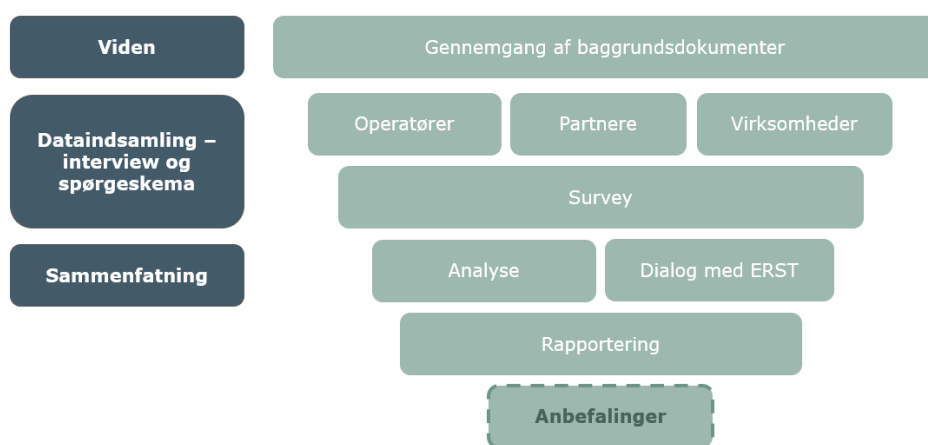 Viden
Gennemgang af baggrundsdokumenter
Dataindsamling –
interview og
spørgeskema
Operatører
Partnere
Virksomheder
Survey
Sammenfatning
Analyse
Dialog med ERST
Rapportering
Anbefalinger